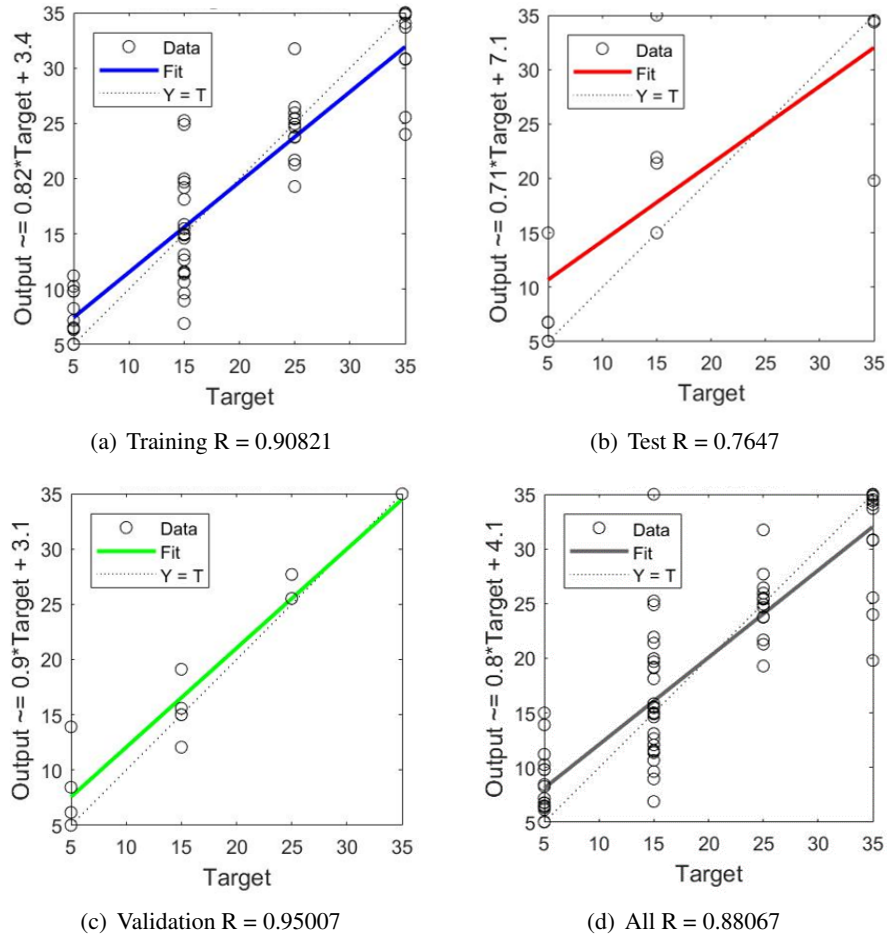 Output ~= 0.82*Target + 3.4
35
30
25
20
15
10
5
Data
Fit
Y = T
5 10 15 20 25 30 35
Target
(a) Training R = 0.90821
Output ~= 0.71*Target + 7.1
35
30
25
20
15
10
5
Data
Fit
Y = T
5 10 15 20 25 30 35
Target
(b) Test R = 0.7647
Output ~= 0.9*Target + 3.1
35
30
25
20
15
10
5
Data
Fit
Y = T
5 10 15 20 25 30 35
Target
(c) Validation R = 0.95007
Output ~= 0.8*Target + 4.1
35
30
25
20
15
10
5
Data
Fit
Y = T
5 10 15 20 25 30 35
Target
(d) All R = 0.88067